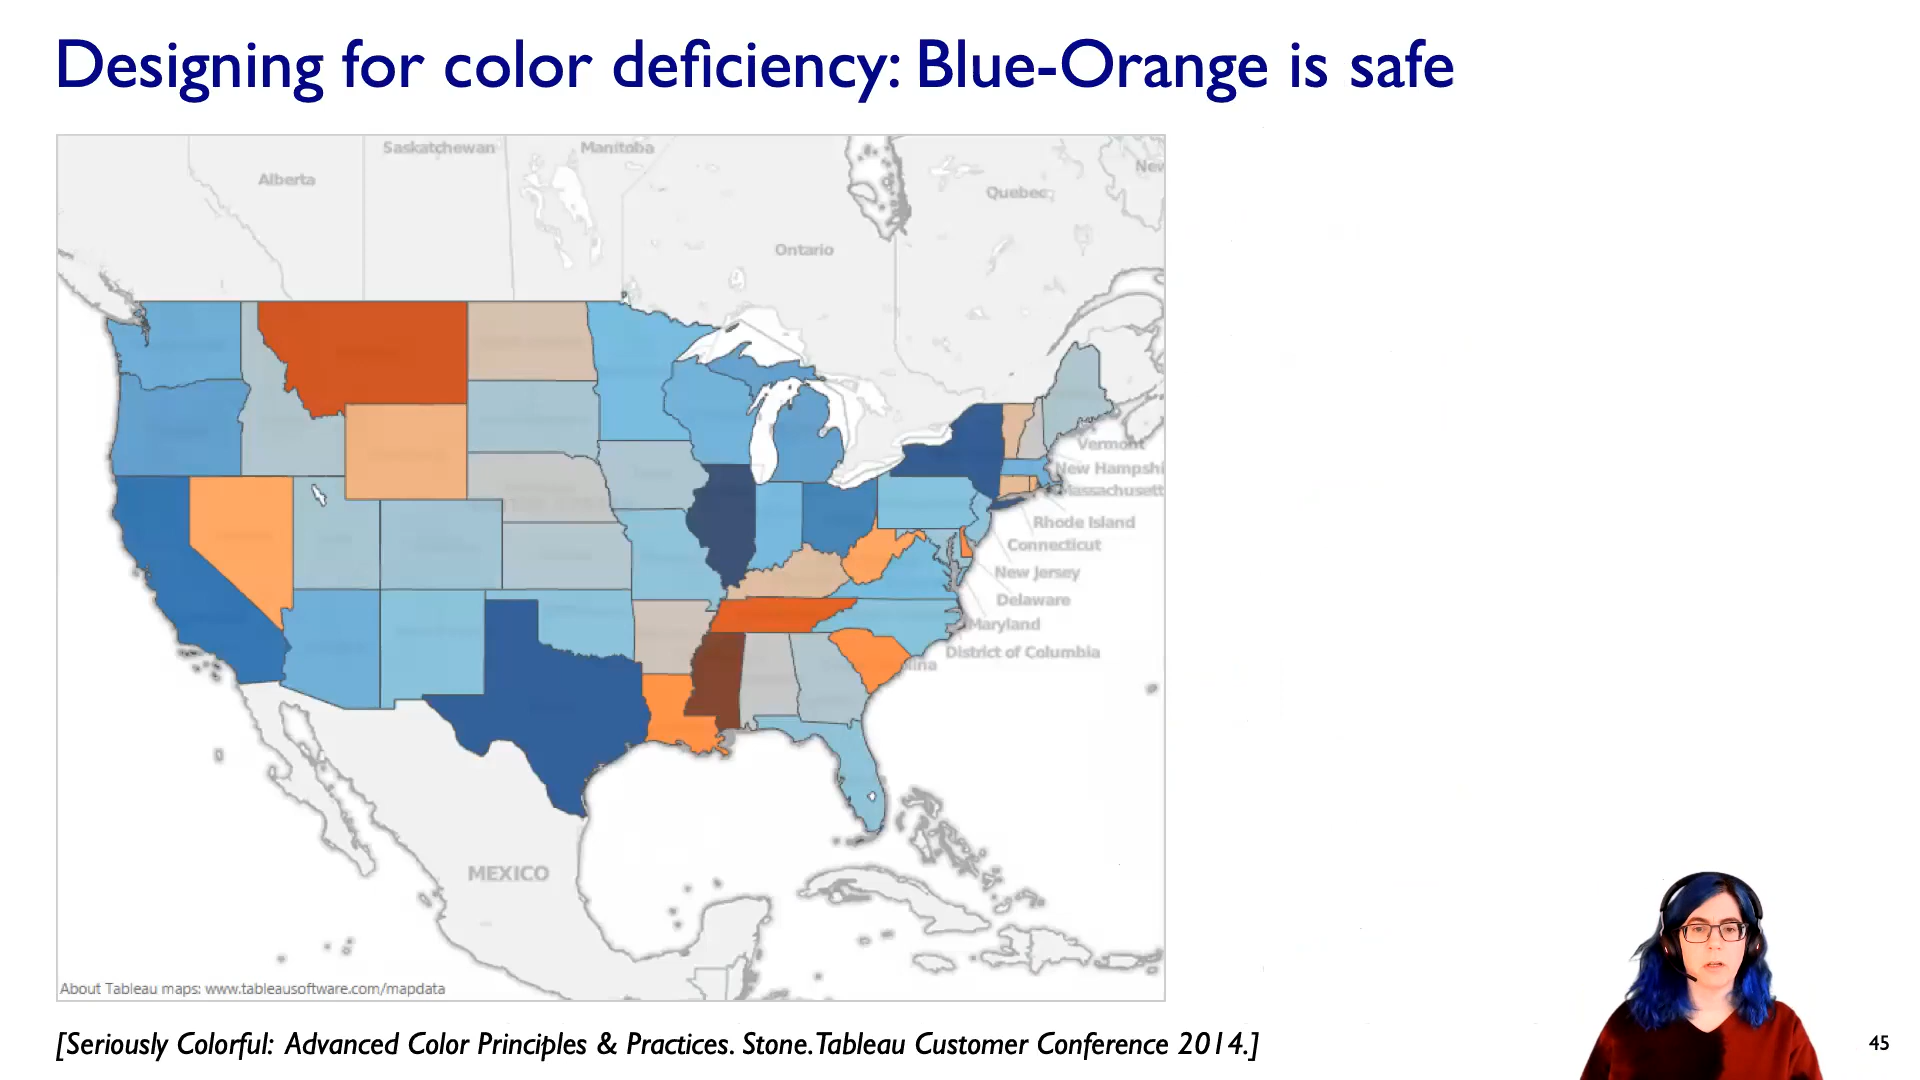 Designing for color deficiency: Blue-Orange is safe
Saskatchewan
Manitoba
Alberta
New
Quebec
Ontario
Vermont
New Hampshi
Massachusett
Rhode Island
Connecticut
New Jersey
Delaware
Maryland
District of Columbia
lina
MEXICO
About Tableau maps: www.tableausoftware.com/mapdata
[Seriously Colorful: Advanced Color Principles & Practices. Stone. Tableau Customer Conference 2014.]
45